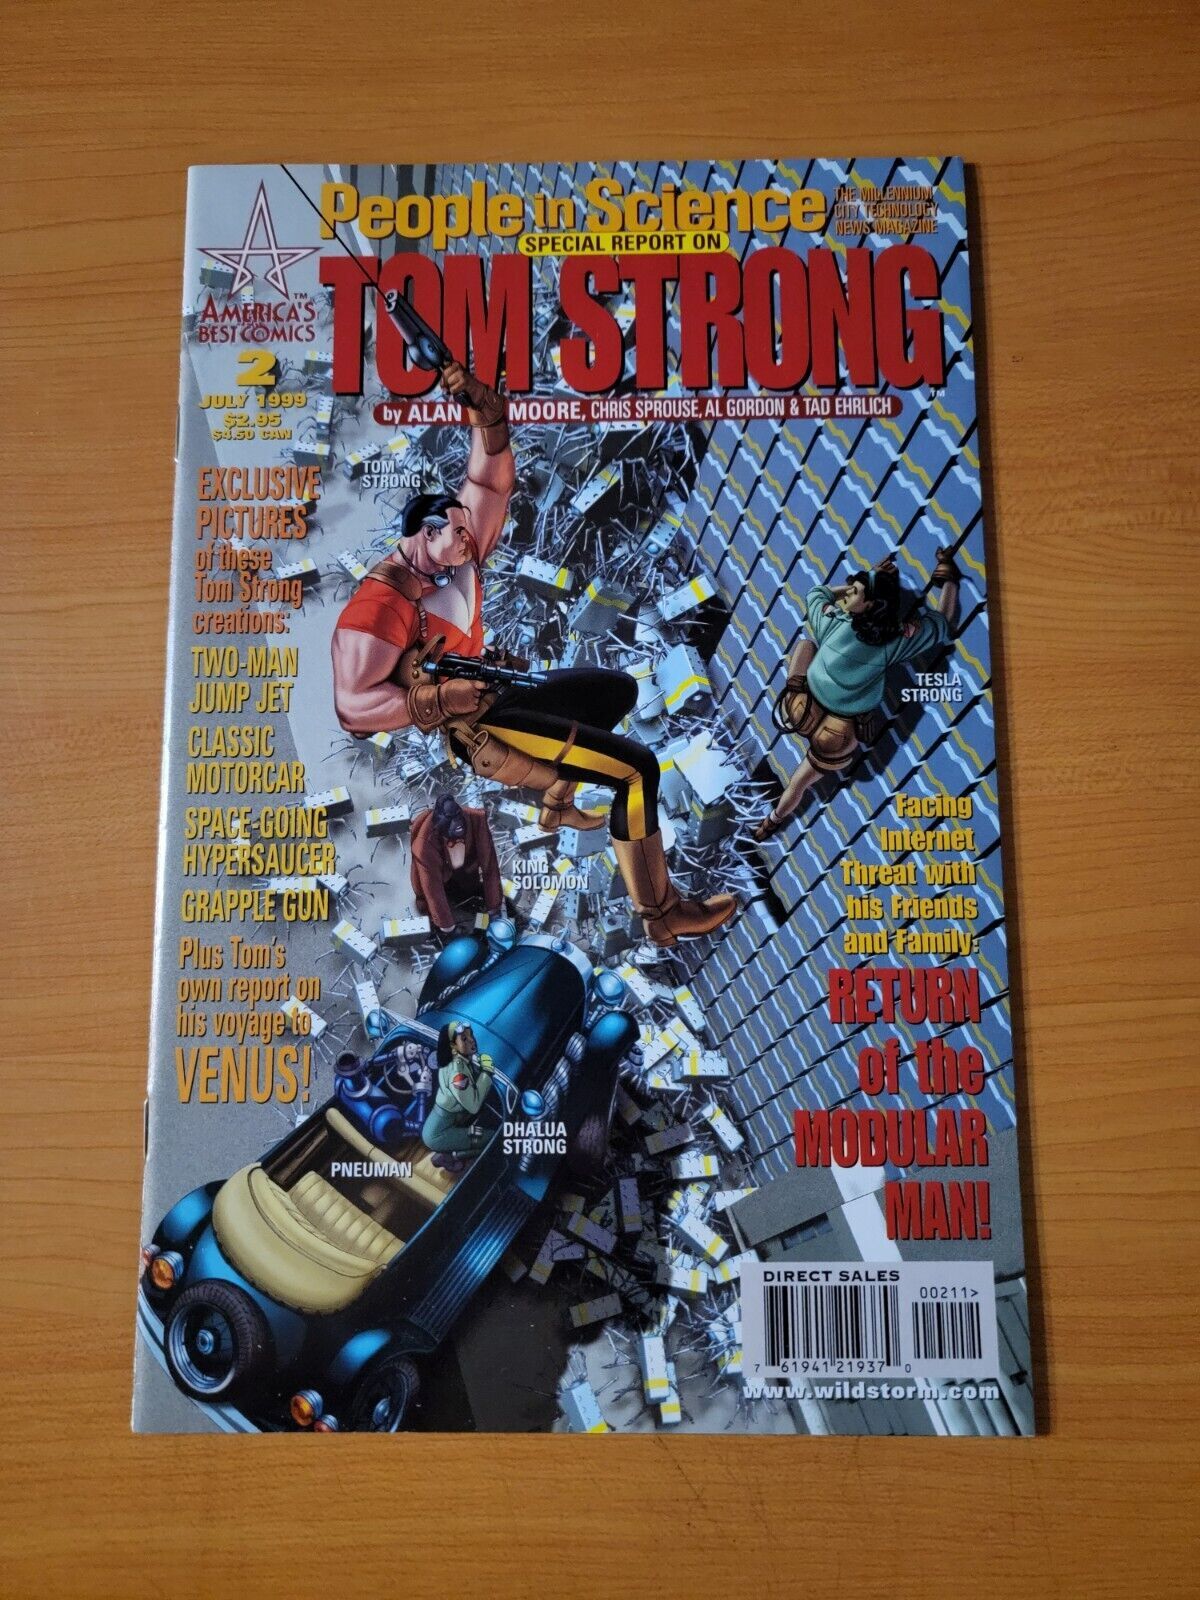 People in Science
THE MILLENNIUM
CITY TECHNOLOGY
NEWS MAGAZINE
SPECIAL REPORT ON
TOM STRONG™
by ALAN MOORE, CHRIS SPROUSE, AL GORDON & TAD EHRLICH
AMERICA'S™
BEST COMICS
2
JULY 1999
$2.95
$4.50 CAN
EXCLUSIVE
PICTURES
of these
Tom Strong
creations:
TWO-MAN
JUMP JET
CLASSIC
MOTORCAR
SPACE-GOING
HYPERSAUCER
GRAPPLE GUN
Plus Tom's
own report on
his voyage to
VENUS!
TOM
STRONG
TESLA
STRONG
KING
SOLOMON
DHALUA
STRONG
PNEUMAN
Facing
Internet
Threat with
his Friends
and Family:
RETURN
of the
MODULAR
MAN!
DIRECT SALES
00211>
7 61941 21937 0
www.wildstorm.com